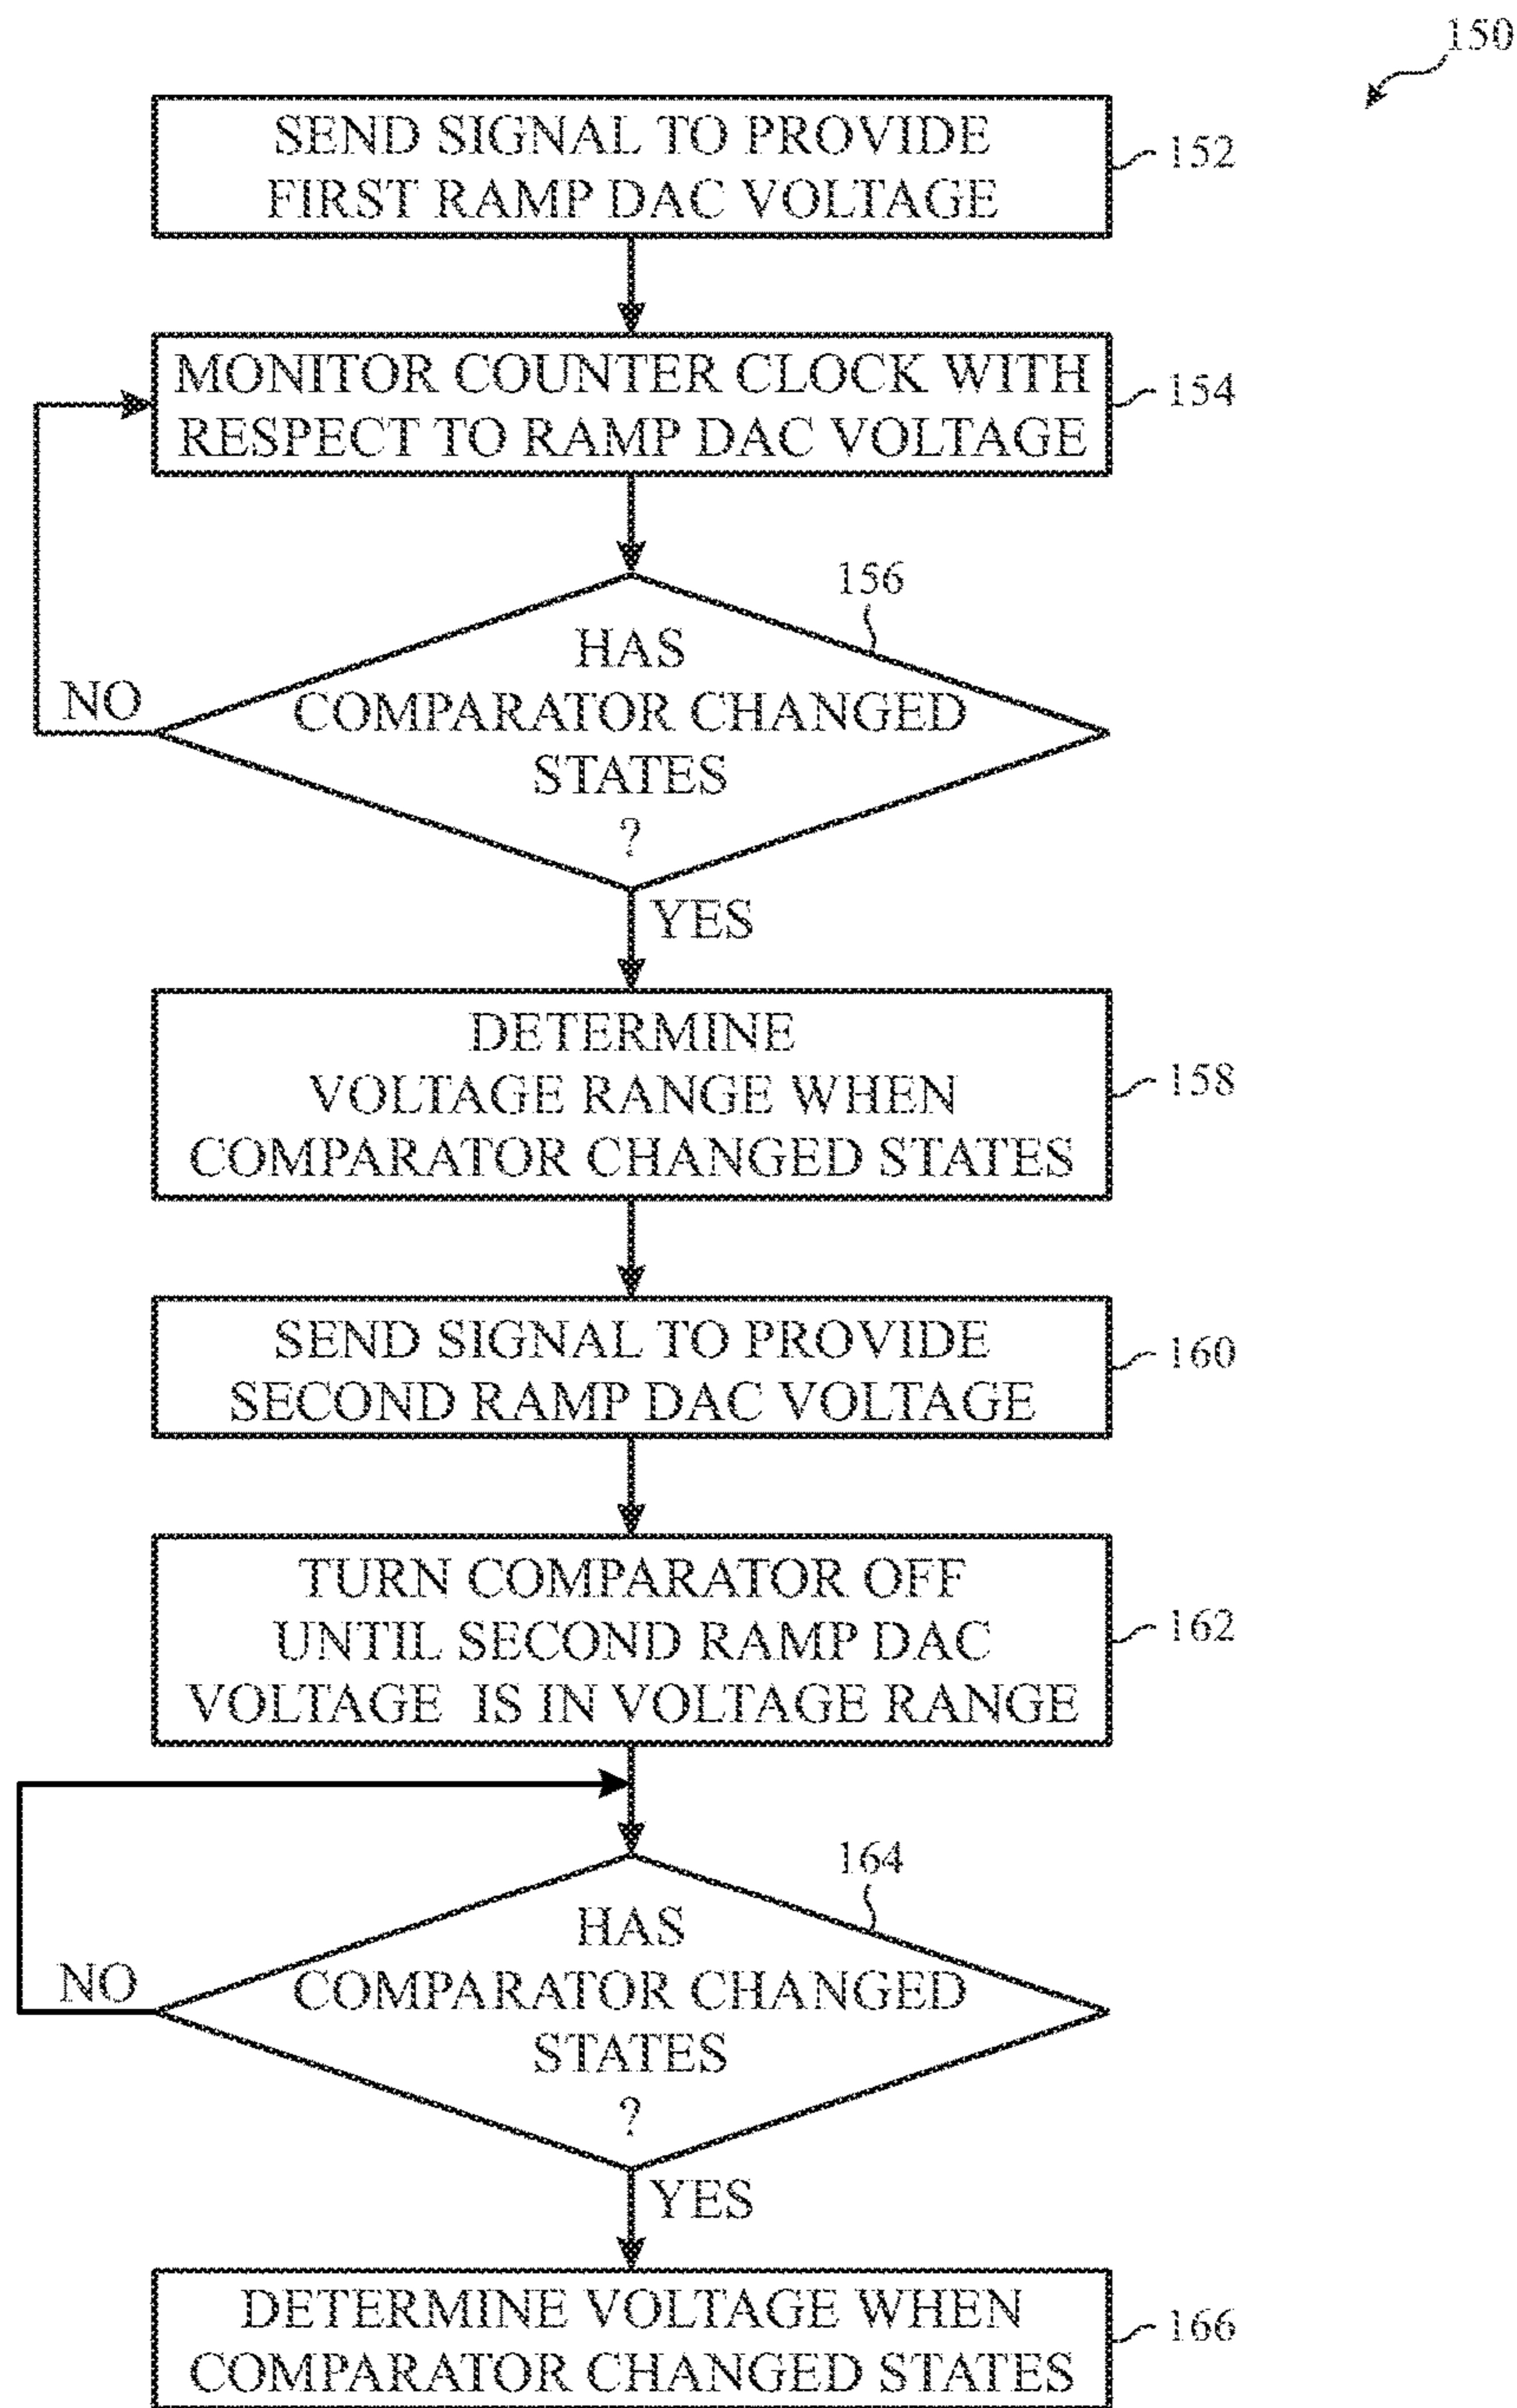 150
SEND SIGNAL TO PROVIDE
FIRST RAMP DAC VOLTAGE
152
MONITOR COUNTER CLOCK WITH
RESPECT TO RAMP DAC VOLTAGE
154
156
HAS
COMPARATOR CHANGED
STATES
?
NO
YES
DETERMINE
VOLTAGE RANGE WHEN
COMPARATOR CHANGED STATES
158
SEND SIGNAL TO PROVIDE
SECOND RAMP DAC VOLTAGE
160
TURN COMPARATOR OFF
UNTIL SECOND RAMP DAC
VOLTAGE IS IN VOLTAGE RANGE
162
164
HAS
COMPARATOR CHANGED
STATES
?
NO
YES
DETERMINE VOLTAGE WHEN
COMPARATOR CHANGED STATES
166